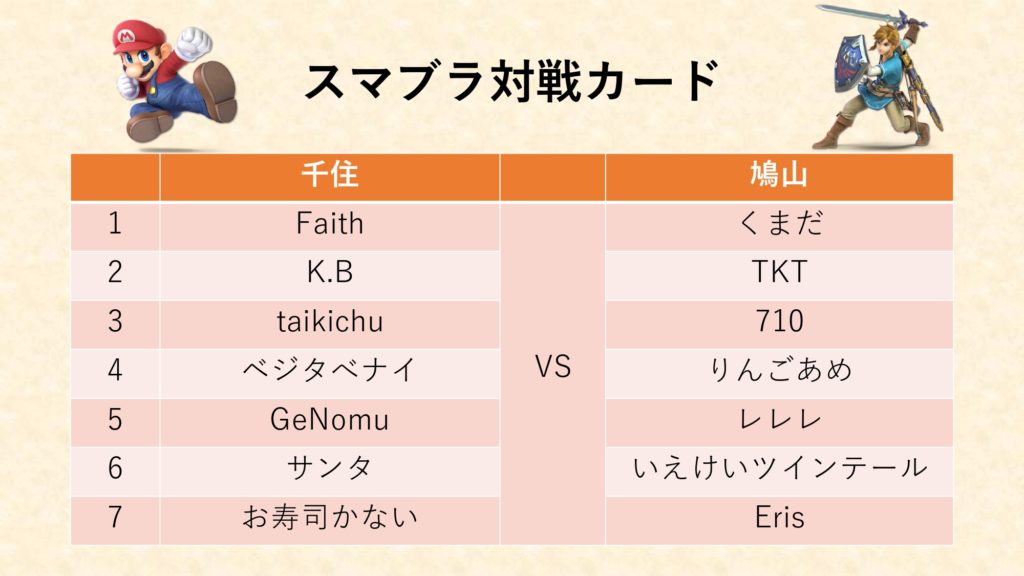 スマブラ対戦カード
千住 鳩山
1 Faith くまだ
2 K.B TKT
3 taikichu 710
4 ベジタベナイ VS りんごあめ
5 GeNomu レレレ
6 サンタ いえけいツインテール
7 お寿司かない Eris